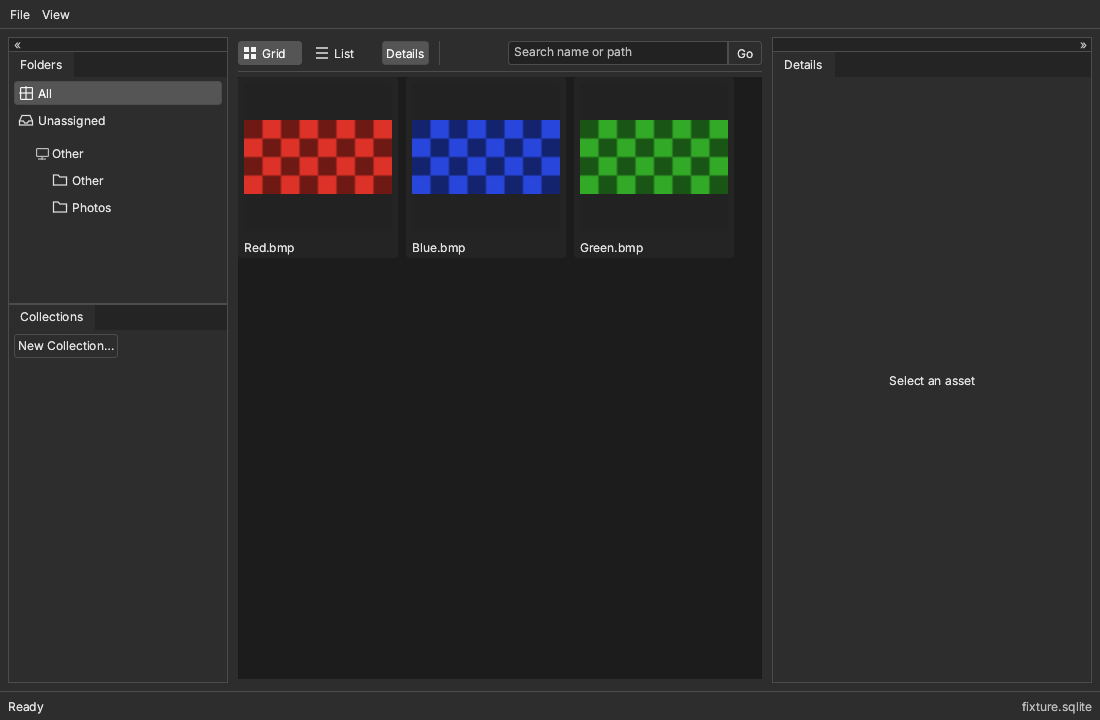 File View
«
Folders
All
Unassigned
Other
Other
Photos
Collections
New Collection...
Grid List Details
Search name or path Go
Red.bmp Blue.bmp Green.bmp
»
Details
Select an asset
Ready
fixture.sqlite